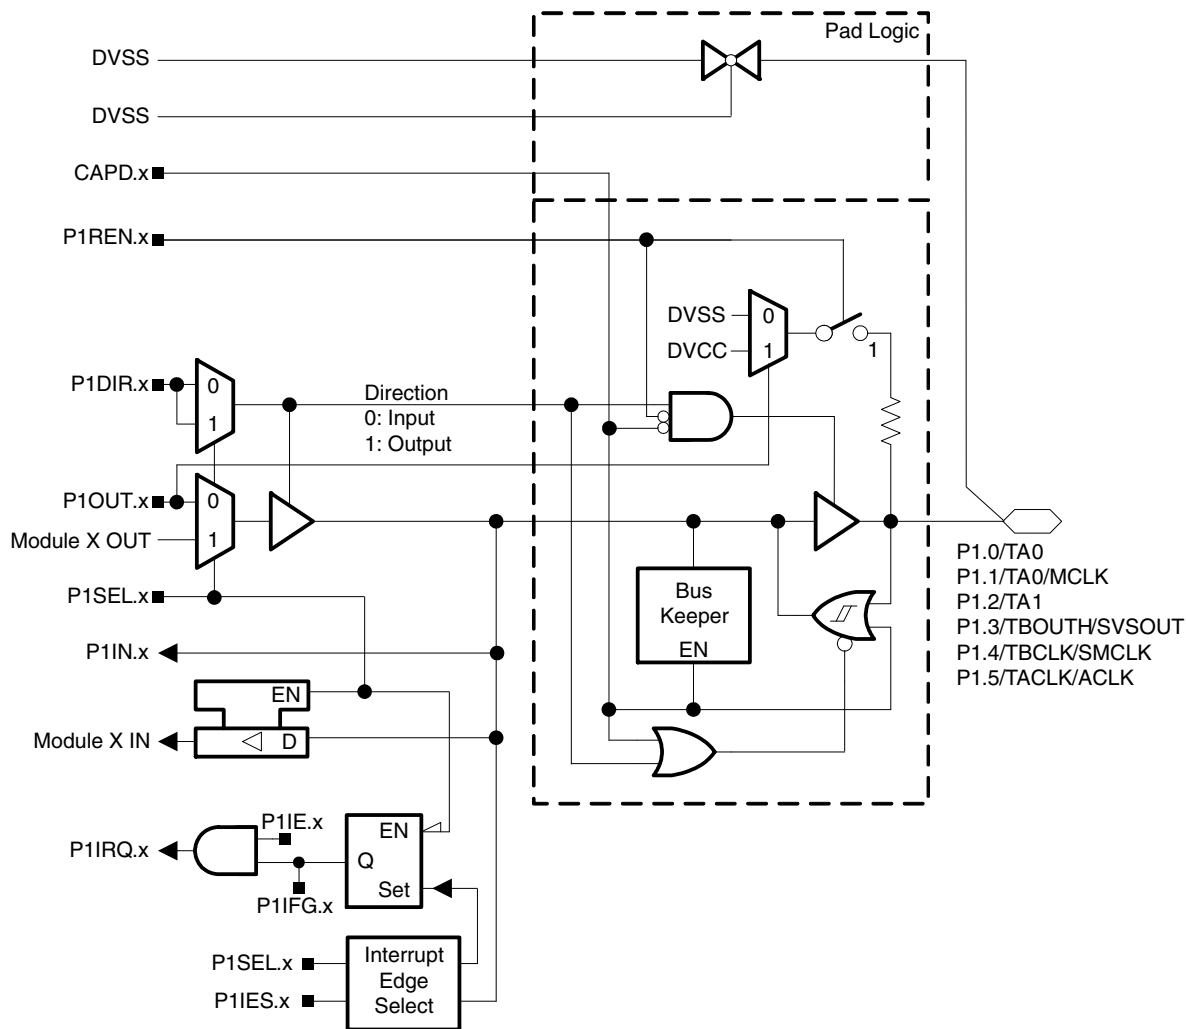 Pad Logic
DVSS
DVSS
CAPD.x
P1REN.x
DVSS
0
DVCC
1
1
P1DIR.x
0
1
Direction
0: Input
1: Output
P1OUT.x
0
Module X OUT
1
P1SEL.x
Bus
Keeper
EN
P1.0/TA0
P1.1/TA0/MCLK
P1.2/TA1
P1.3/TBOUTH/SVSOUT
P1.4/TBCLK/SMCLK
P1.5/TACLK/ACLK
P1IN.x
EN
Module X IN
D
P1IE.x
P1IRQ.x
EN
Q
Set
P1IFG.x
P1SEL.x
P1IES.x
Interrupt
Edge
Select